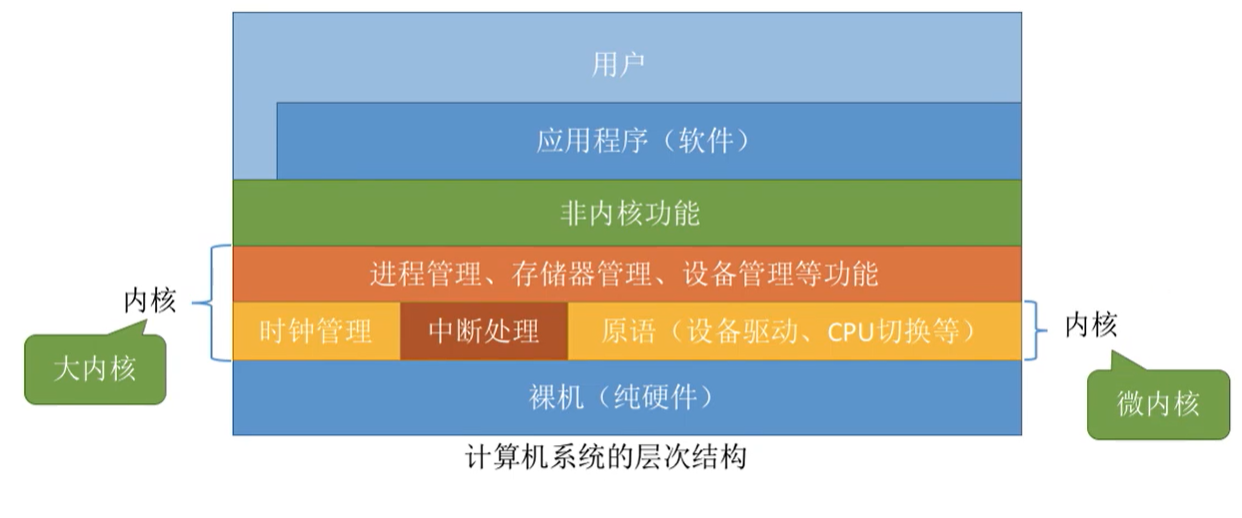 用户
应用程序（软件）
非内核功能
进程管理、存储器管理、设备管理等功能
内核
时钟管理
中断处理
原语（设备驱动、CPU切换等）
内核
大内核
裸机（纯硬件）
微内核
计算机系统的层次结构